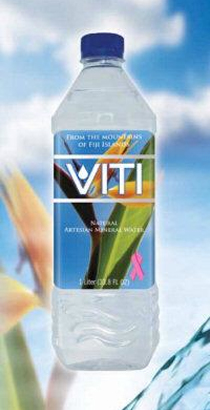 FROM THE MOUNTAINS
OF FIJI ISLANDS
VITI
NATURAL
ARTESIAN MINERAL WATER
1 Liter (33.8 FL OZ)